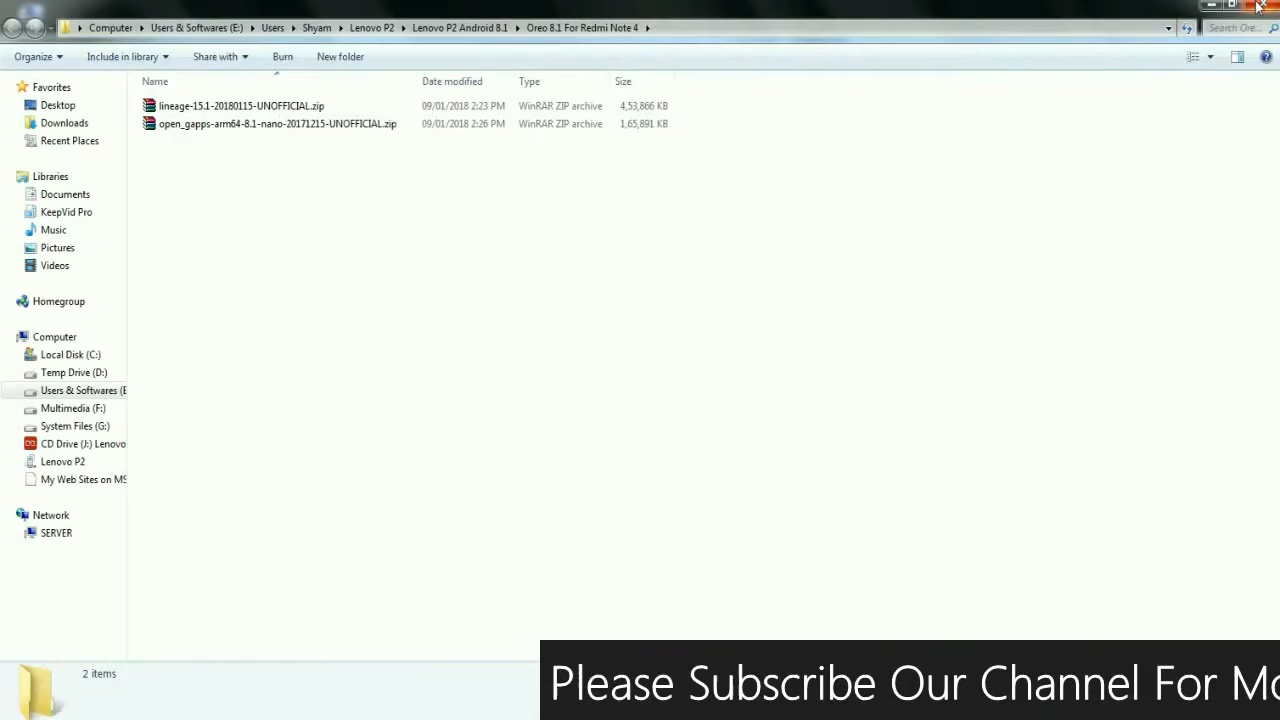 Computer Users & Softwares (E:) Users Shyam Lenovo P2 Lenovo P2 Android 8.1 Oreo 8.1 For Redmi Note 4
Search Ore...
Organize Include in library Share with Burn New folder
Name Date modified Type Size
lineage-15.1-20180115-UNOFFICIAL.zip 09/01/2018 2:23 PM WinRAR ZIP archive 4,53,866 KB
open_gapps-arm64-8.1-nano-20171215-UNOFFICIAL.zip 09/01/2018 2:26 PM WinRAR ZIP archive 1,65,891 KB
Favorites
Desktop
Downloads
Recent Places
Libraries
Documents
KeepVid Pro
Music
Pictures
Videos
Homegroup
Computer
Local Disk (C:)
Temp Drive (D:)
Users & Softwares (E
Multimedia (F:)
System Files (G:)
CD Drive (J:) Lenovo
Lenovo P2
My Web Sites on MS
Network
SERVER
2 items
Please Subscribe Our Channel For Mo